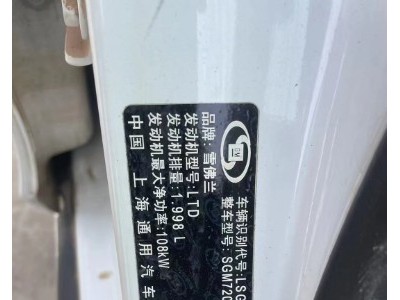 品牌：雪佛兰
发动机型号：LTD
发动机排量：1.998 L
发动机最大净功率：108kW
中国 上海通用汽车
车辆识别代号：LSG
整车型号：SGM720